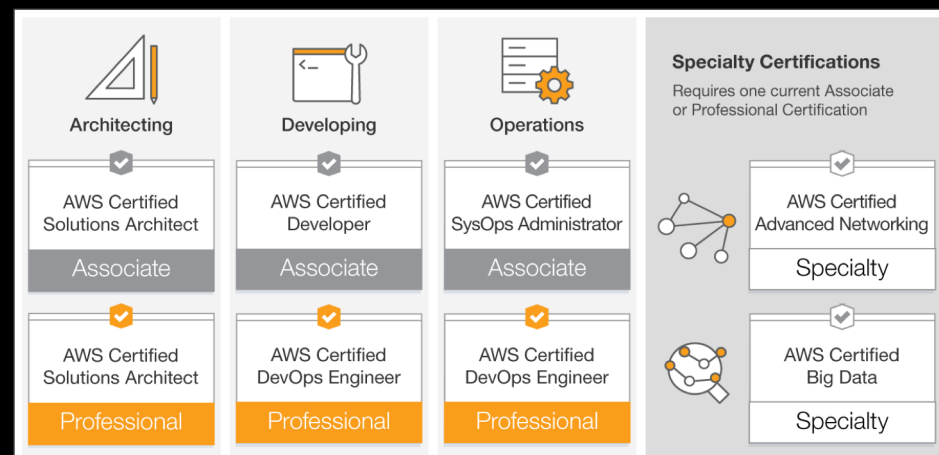 Architecting
AWS Certified
Solutions Architect
Associate
AWS Certified
Solutions Architect
Professional
<_
Developing
AWS Certified
Developer
Associate
AWS Certified
DevOps Engineer
Professional
Operations
AWS Certified
SysOps Administrator
Associate
AWS Certified
DevOps Engineer
Professional
Specialty Certifications
Requires one current Associate
or Professional Certification
AWS Certified
Advanced Networking
Specialty
AWS Certified
Big Data
Specialty